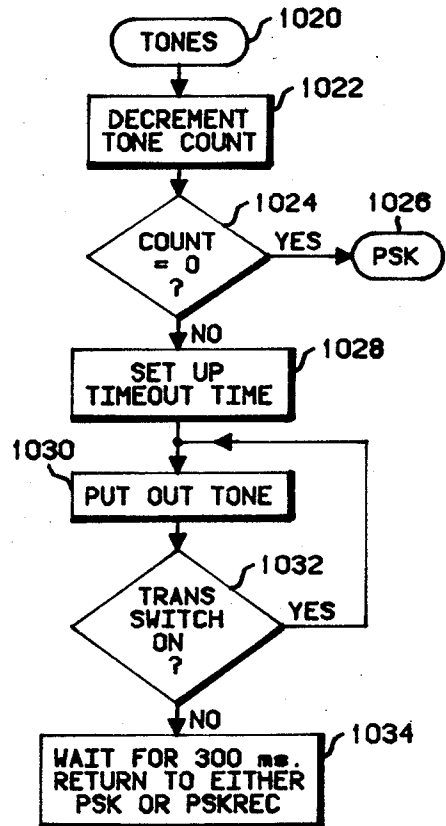 1020
TONES
1022
DECREMENT
TONE COUNT
1024
COUNT
= 0
?
YES
1026
PSK
NO
1028
SET UP
TIMEOUT TIME
1030
PUT OUT TONE
1032
TRANS
SWITCH
ON
?
YES
NO
1034
WAIT FOR 300 ms.
RETURN TO EITHER
PSK OR PSKREC